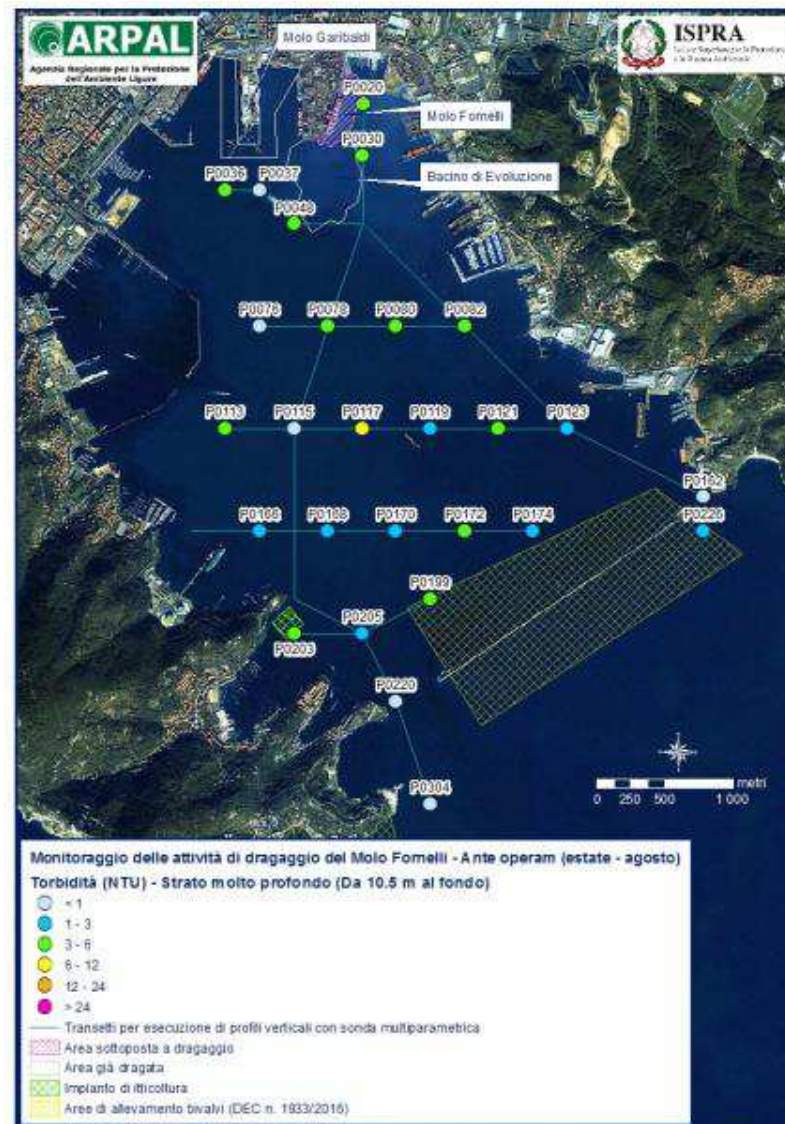 ARPAL
Agenzia Regionale per la Protezione
dell'Ambiente Ligure
Molo Garibaldi
ISPRA
P0020
Molo Fornelli
P0030
Bacino di Evoluzione
P0036
P0037
P0048
P0076
P0078
P0080
P0082
P0113
P0115
P0117
P0119
P0121
P0123
P0142
P0166
P0168
P0170
P0172
P0174
P0226
P0199
P0205
P0203
P0220
P0304
metri
0 250 500 1 000
Monitoraggio delle attività di dragaggio del Molo Fornelli - Ante operam (estate - agosto)
Torbidità (NTU) - Strato molto profondo (Da 10.5 m al fondo)
< 1
1 - 3
3 - 6
6 - 12
12 - 24
> 24
Transetti per esecuzione di profili verticali con sonda multiparametrica
Area sottoposta a dragaggio
Area già dragata
Impianto di itticoltura
Aree di allevamento bivalvi (DEC n. 1933/2016)